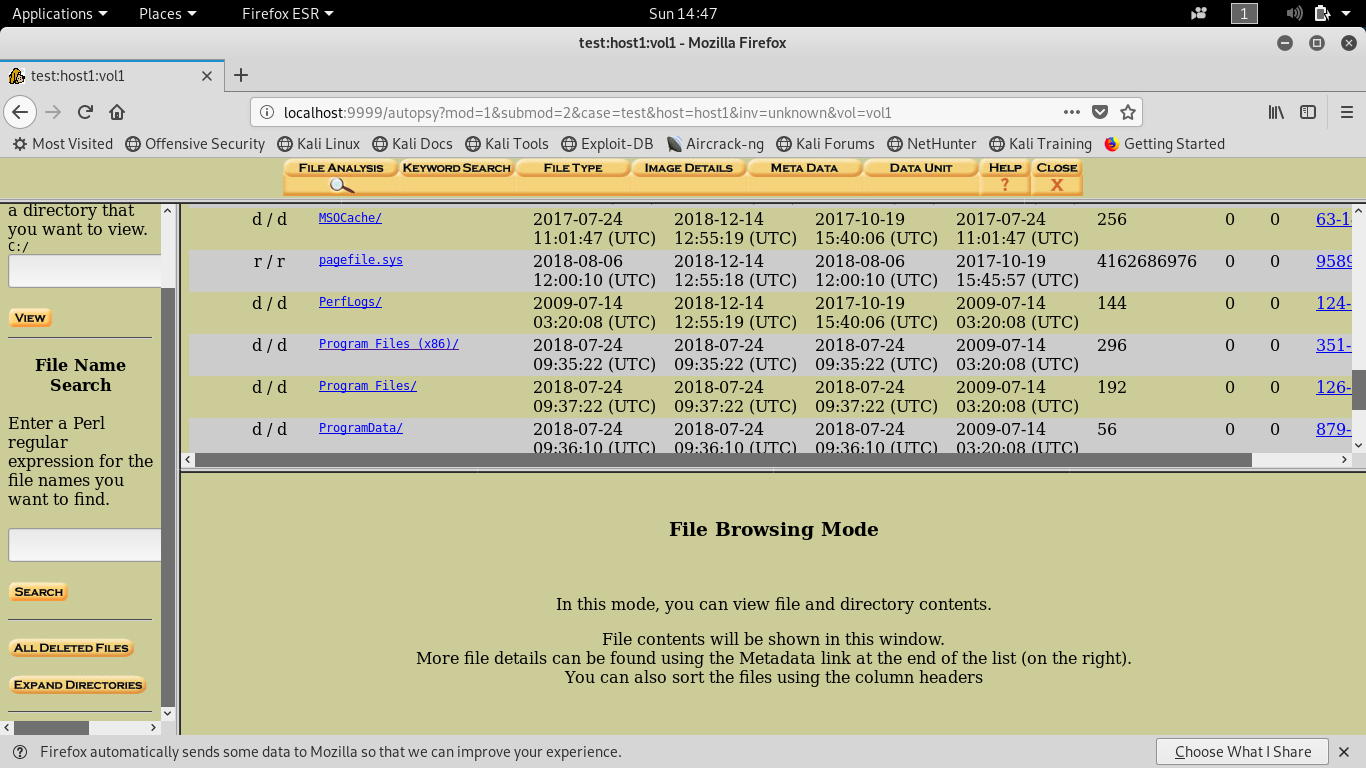 Applications Places Firefox ESR Sun 14:47 1
test:host1:vol1 - Mozilla Firefox
test:host1:vol1
localhost:9999/autopsy?mod=1&submod=2&case=test&host=host1&inv=unknown&vol=vol1
Most Visited Offensive Security Kali Linux Kali Docs Kali Tools Exploit-DB Aircrack-ng Kali Forums NetHunter Kali Training Getting Started
FILE ANALYSIS KEYWORD SEARCH FILE TYPE IMAGE DETAILS META DATA DATA UNIT HELP CLOSE
? X
a directory that
you want to view.
C:/
VIEW
File Name
Search
Enter a Perl
regular
expression for the
file names you
want to find.
SEARCH
ALL DELETED FILES
EXPAND DIRECTORIES
d / d MSOCache/ 2017-07-24 2018-12-14 2017-10-19 2017-07-24 256 0 0 63-1
11:01:47 (UTC) 12:55:19 (UTC) 15:40:06 (UTC) 11:01:47 (UTC)
r / r pagefile.sys 2018-08-06 2018-12-14 2018-08-06 2017-10-19 4162686976 0 0 9589
12:00:10 (UTC) 12:55:18 (UTC) 12:00:10 (UTC) 15:45:57 (UTC)
d / d PerfLogs/ 2009-07-14 2018-12-14 2017-10-19 2009-07-14 144 0 0 124-
03:20:08 (UTC) 12:55:19 (UTC) 15:40:06 (UTC) 03:20:08 (UTC)
d / d Program Files (x86)/ 2018-07-24 2018-07-24 2018-07-24 2009-07-14 296 0 0 351-
09:35:22 (UTC) 09:35:22 (UTC) 09:35:22 (UTC) 03:20:08 (UTC)
d / d Program Files/ 2018-07-24 2018-07-24 2018-07-24 2009-07-14 192 0 0 126-
09:37:22 (UTC) 09:37:22 (UTC) 09:37:22 (UTC) 03:20:08 (UTC)
d / d ProgramData/ 2018-07-24 2018-07-24 2018-07-24 2009-07-14 56 0 0 879-
09:36:10 (UTC) 09:36:10 (UTC) 09:36:10 (UTC) 03:20:08 (UTC)
File Browsing Mode
In this mode, you can view file and directory contents.
File contents will be shown in this window.
More file details can be found using the Metadata link at the end of the list (on the right).
You can also sort the files using the column headers
Firefox automatically sends some data to Mozilla so that we can improve your experience. Choose What I Share